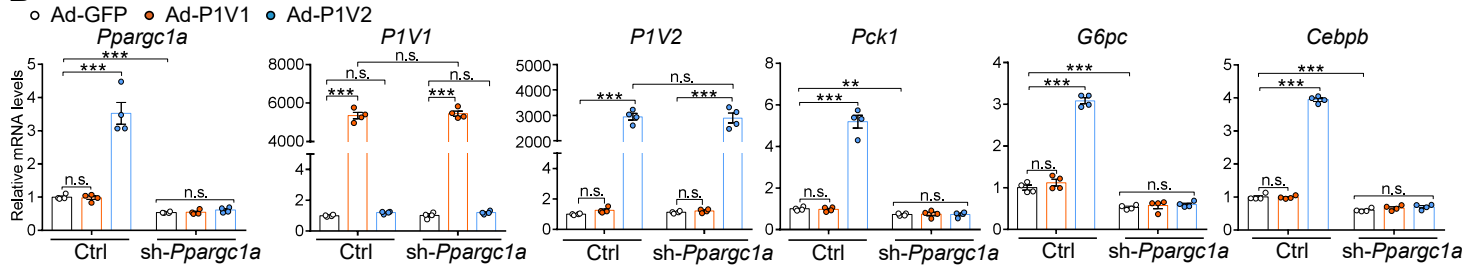 Ad-GFP Ad-P1V1 Ad-P1V2
Ppargc1a P1V1 P1V2 Pck1 G6pc Cebpb
Relative mRNA levels
5
4
3
2
1
0
***
***
n.s.
n.s.
Ctrl sh-Ppargc1a
8000
6000
4000
4
2
0
n.s.
n.s.
n.s.
***
***
Ctrl sh-Ppargc1a
5000
4000
3000
2000
4
2
0
n.s.
***
***
n.s.
n.s.
Ctrl sh-Ppargc1a
8
6
4
2
0
**
***
n.s.
n.s.
Ctrl sh-Ppargc1a
4
3
2
1
0
***
***
n.s.
n.s.
Ctrl sh-Ppargc1a
5
4
3
2
1
0
***
***
n.s.
n.s.
Ctrl sh-Ppargc1a